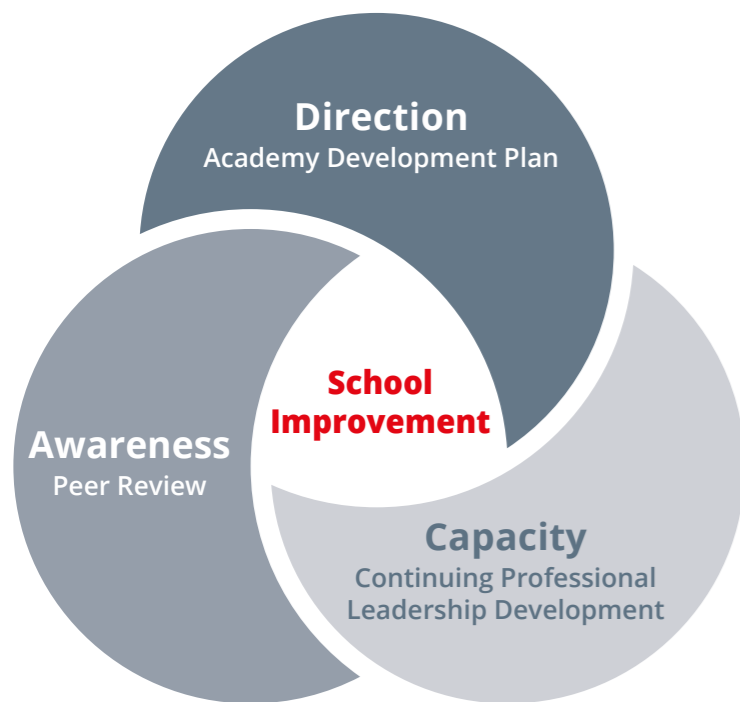 Direction
Academy Development Plan
School
Improvement
Awareness
Peer Review
Capacity
Continuing Professional
Leadership Development